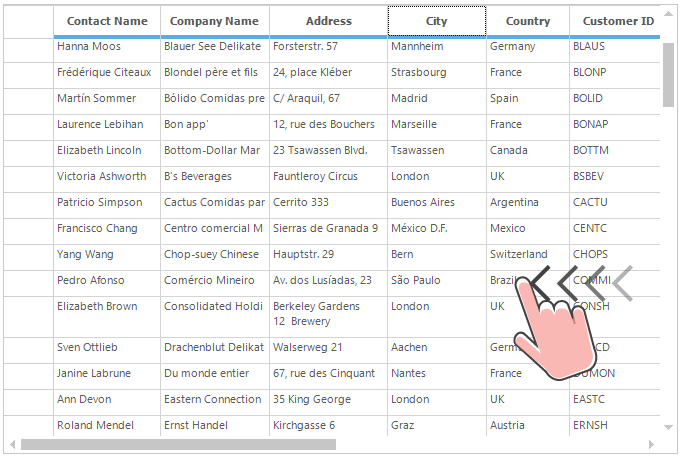 Contact Name Company Name Address City Country Customer ID
Hanna Moos Blauer See Delikate Forsterstr. 57 Mannheim Germany BLAUS
Frédérique Citeaux Blondel père et fils 24, place Kléber Strasbourg France BLONP
Martín Sommer Bólido Comidas pre C/ Araquil, 67 Madrid Spain BOLID
Laurence Lebihan Bon app' 12, rue des Bouchers Marseille France BONAP
Elizabeth Lincoln Bottom-Dollar Mar 23 Tsawassen Blvd. Tsawassen Canada BOTTM
Victoria Ashworth B's Beverages Fauntleroy Circus London UK BSBEV
Patricio Simpson Cactus Comidas par Cerrito 333 Buenos Aires Argentina CACTU
Francisco Chang Centro comercial M Sierras de Granada 9 México D.F. Mexico CENTC
Yang Wang Chop-suey Chinese Hauptstr. 29 Bern Switzerland CHOPS
Pedro Afonso Comércio Mineiro Av. dos Lusíadas, 23 São Paulo Brazil COMMI
Elizabeth Brown Consolidated Holdi Berkeley Gardens London UK CONSH
12 Brewery
Sven Ottlieb Drachenblut Delikat Walserweg 21 Aachen Germ CD
Janine Labrune Du monde entier 67, rue des Cinquant Nantes France DUMON
Ann Devon Eastern Connection 35 King George London UK EASTC
Roland Mendel Ernst Handel Kirchgasse 6 Graz Austria ERNSH